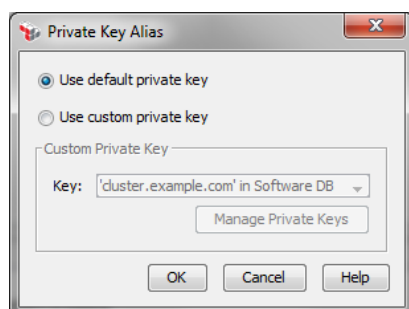 Private Key Alias
Use default private key
Use custom private key
Custom Private Key
Key: 'cluster.example.com' in Software DB
Manage Private Keys
OK Cancel Help